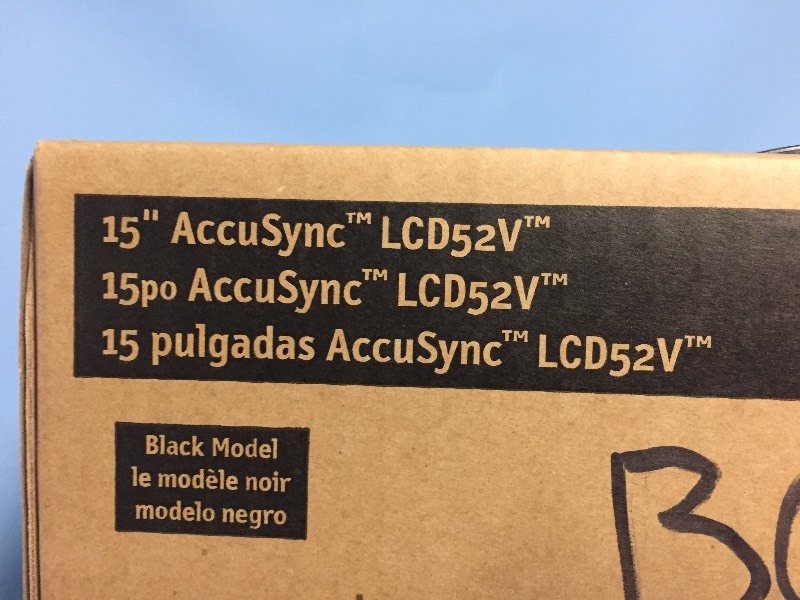 15" AccuSync™ LCD52V™
15po AccuSync™ LCD52V™
15 pulgadas AccuSync™ LCD52V™
Black Model
le modèle noir
modelo negro